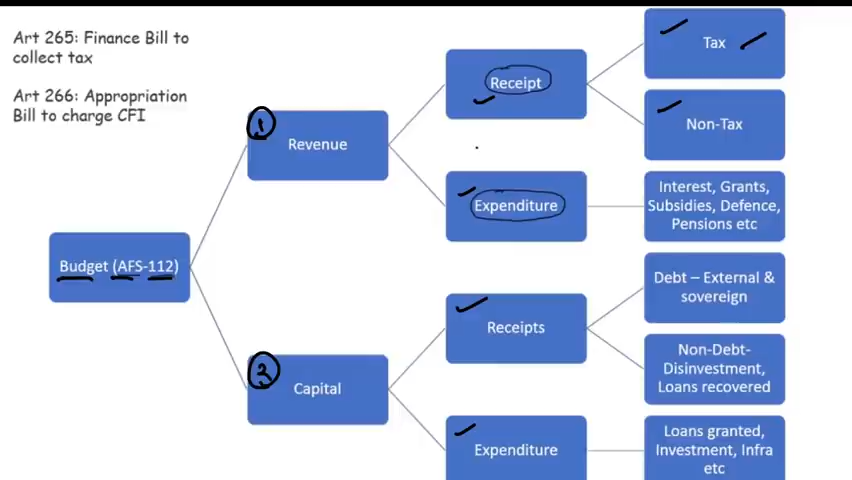 Art 265: Finance Bill to
collect tax
Art 266: Appropriation
Bill to charge CFI
Budget (AFS-112)
1
Revenue
Receipt
Tax
Non-Tax
Expenditure
Interest, Grants,
Subsidies, Defence,
Pensions etc
2
Capital
Receipts
Debt – External &
sovereign
Non-Debt-
Disinvestment,
Loans recovered
Expenditure
Loans granted,
Investment, Infra
etc